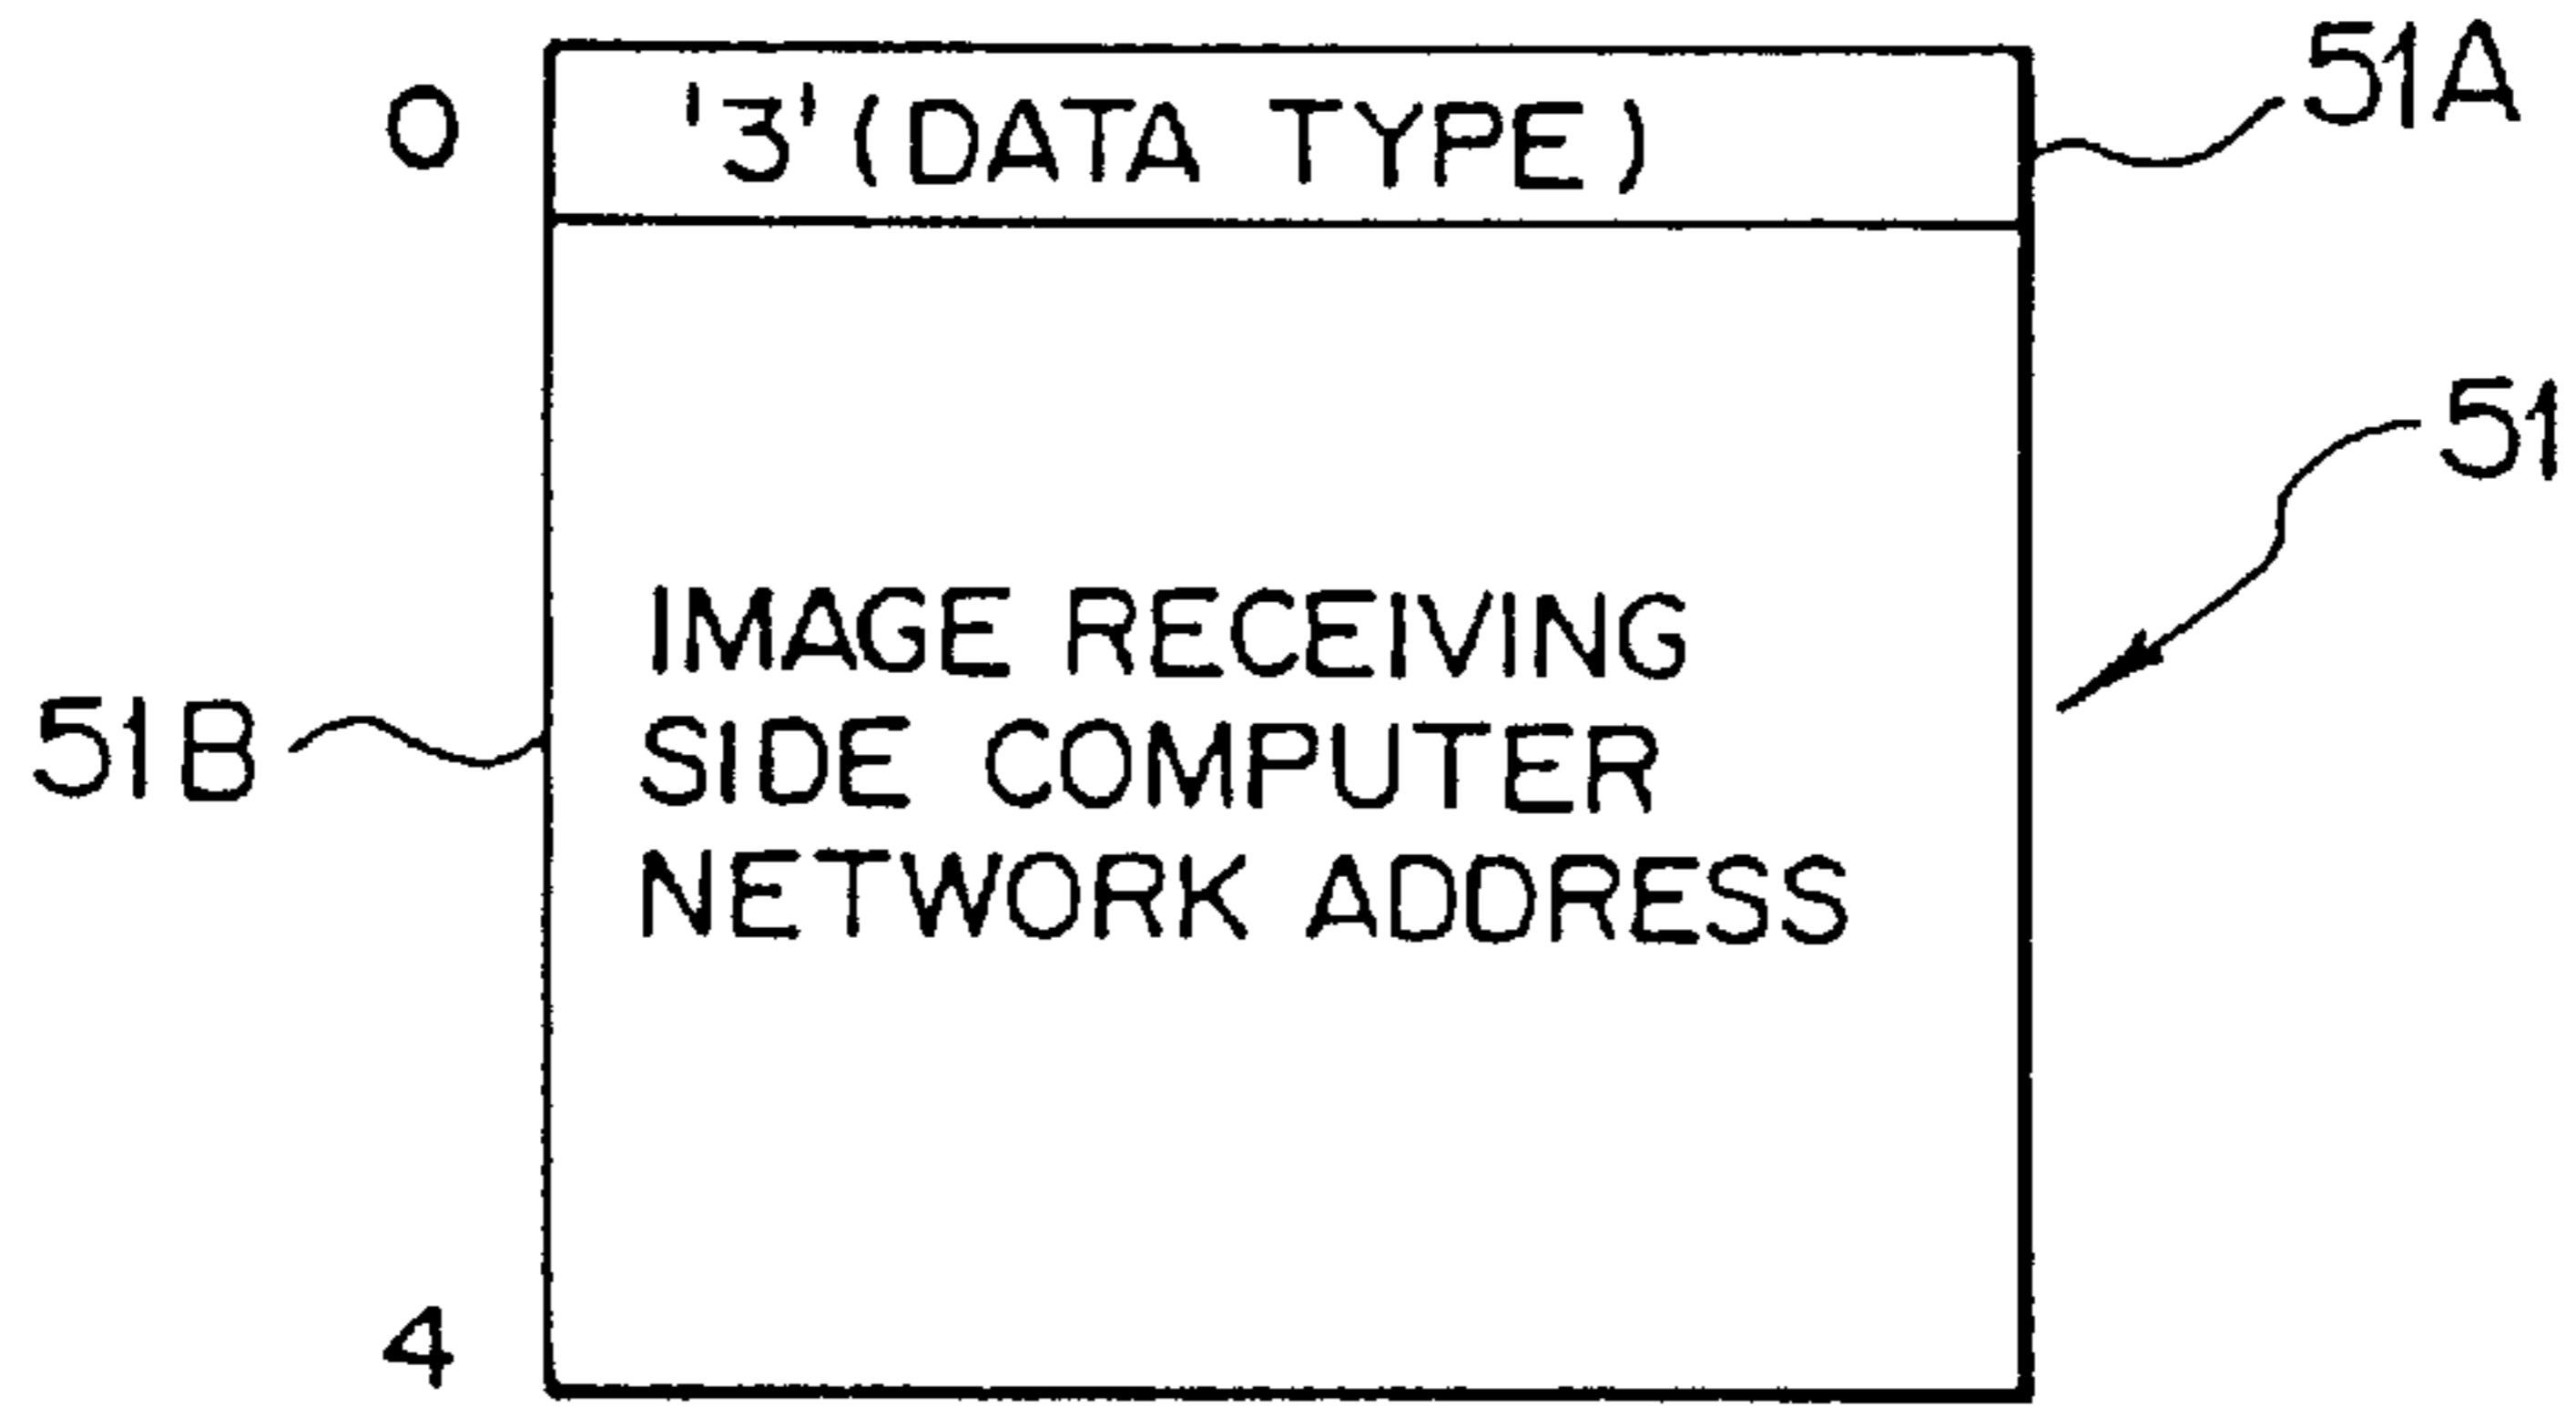 0
'3' (DATA TYPE)
51A
51
IMAGE RECEIVING
SIDE COMPUTER
NETWORK ADDRESS
51B
4